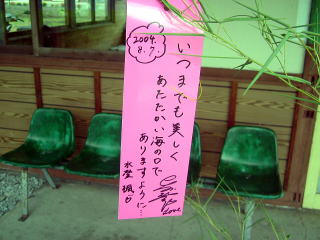 2004.
8.7.
いつまでも美しく
あたたかい海の口で
ありますように…
Love